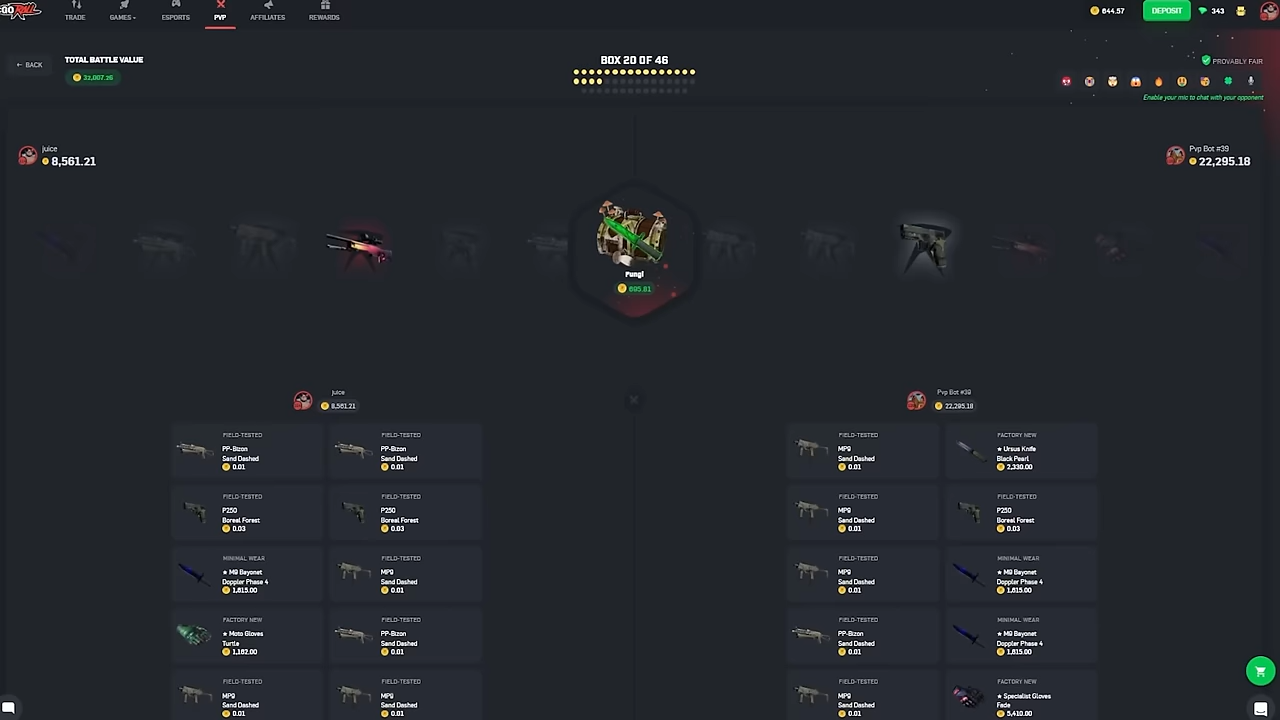 GOROLL
TRADE
GAMES
ESPORTS
PVP
AFFILIATES
REWARDS
644.57
DEPOSIT
343
← BACK
TOTAL BATTLE VALUE
32,007.26
BOX 20 OF 46
PROVABLY FAIR
Enable your mic to chat with your opponent
juice
8,561.21
Pvp Bot #39
22,295.18
Fungi
695.81
juice
8,561.21
Pvp Bot #39
22,295.18
FIELD-TESTED
PP-Bizon
Sand Dashed
0.01
FIELD-TESTED
PP-Bizon
Sand Dashed
0.01
FIELD-TESTED
MP9
Sand Dashed
0.01
FACTORY NEW
★ Ursus Knife
Black Pearl
2,330.00
FIELD-TESTED
P250
Boreal Forest
0.03
FIELD-TESTED
P250
Boreal Forest
0.03
FIELD-TESTED
MP9
Sand Dashed
0.01
FIELD-TESTED
P250
Boreal Forest
0.03
MINIMAL WEAR
★ M9 Bayonet
Doppler Phase 4
1,615.00
FIELD-TESTED
MP9
Sand Dashed
0.01
FIELD-TESTED
MP9
Sand Dashed
0.01
MINIMAL WEAR
★ M9 Bayonet
Doppler Phase 4
1,615.00
FACTORY NEW
★ Moto Gloves
Turtle
1,162.00
FIELD-TESTED
PP-Bizon
Sand Dashed
0.01
FIELD-TESTED
PP-Bizon
Sand Dashed
0.01
MINIMAL WEAR
★ M9 Bayonet
Doppler Phase 4
1,615.00
FIELD-TESTED
MP9
Sand Dashed
0.01
FIELD-TESTED
MP9
Sand Dashed
0.01
FIELD-TESTED
MP9
Sand Dashed
0.01
FACTORY NEW
★ Specialist Gloves
Fade
5,410.00